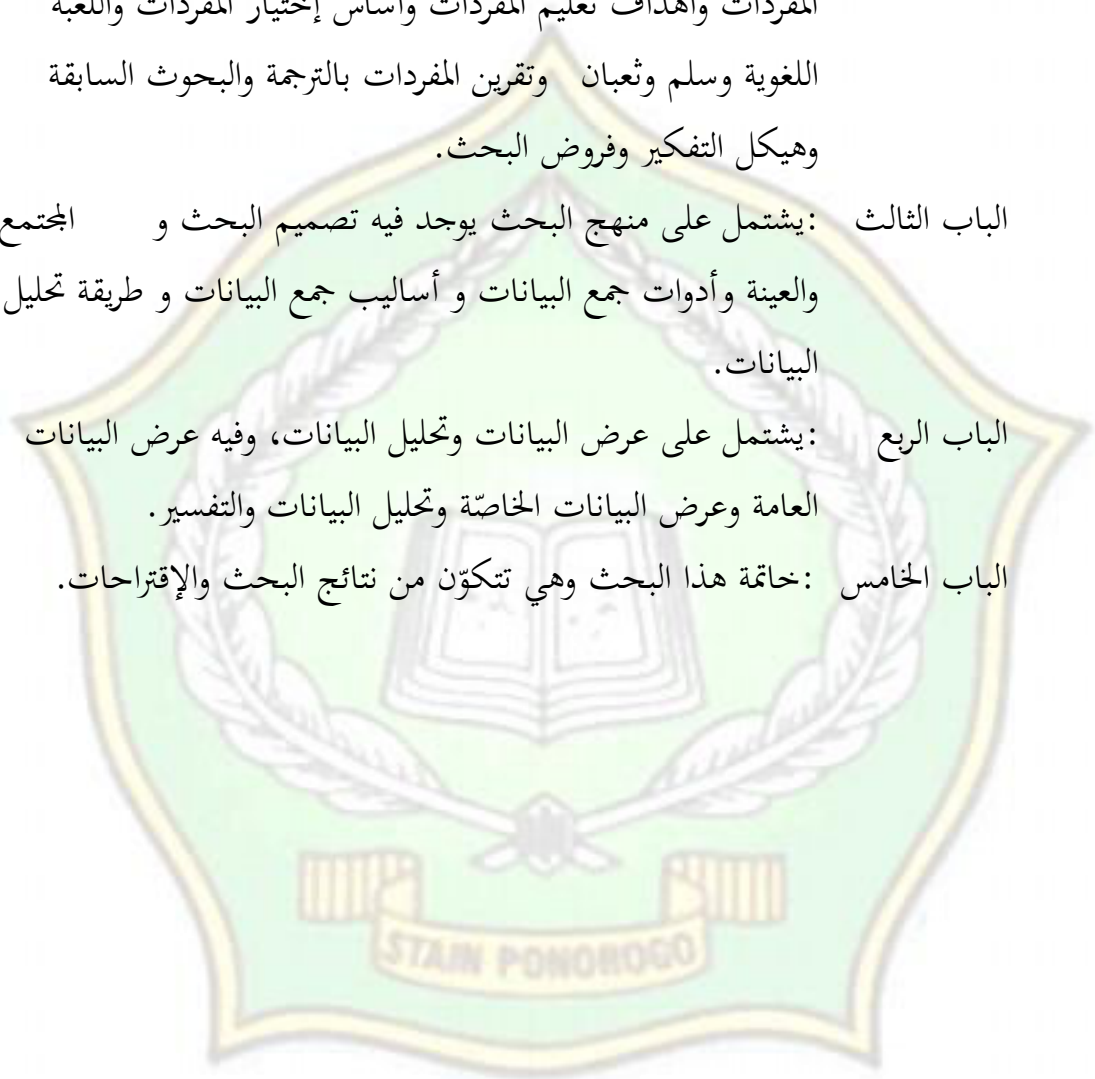 المفردات وأهداف تعليم المفردات وأساس إختيار المفردات واللعبة
اللغوية وسلم وثعبان وتقرين المفردات بالترجمة والبحوث السابقة
وهيكل التفكير وفروض البحث.
الباب الثالث :يشتمل على منهج البحث يوجد فيه تصميم البحث و المجتمع
والعينة وأدوات جمع البيانات و أساليب جمع البيانات و طريقة تحليل
البيانات.
الباب الربع :يشتمل على عرض البيانات وتحليل البيانات، وفيه عرض البيانات
العامة وعرض البيانات الخاصّة وتحليل البيانات والتفسير.
الباب الخامس :خاتمة هذا البحث وهي تتكوّن من نتائج البحث والإقتراحات.
STAIN PONOROGO